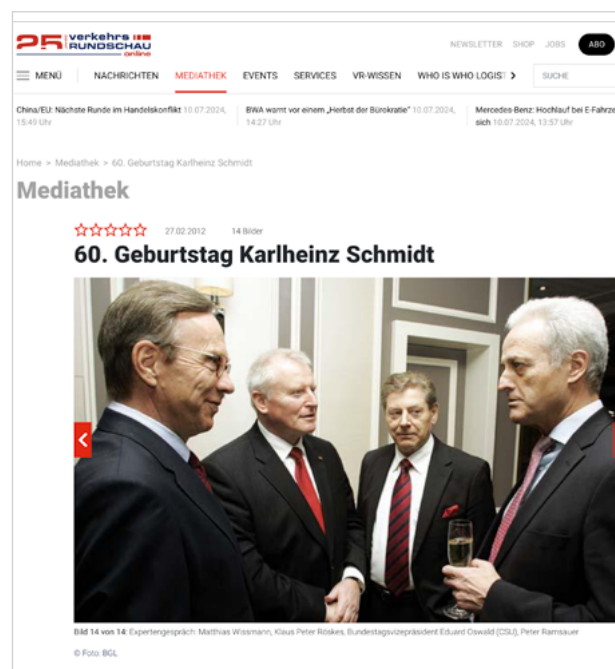 25 verkehrs
RUNDSCHAU
online
NEWSLETTER SHOP JOBS ABO
MENÜ NACHRICHTEN MEDIATHEK EVENTS SERVICES VR-WISSEN WHO IS WHO LOGIST > SUCHE
China/EU: Nächste Runde im Handelskonflikt 10.07.2024,
15:49 Uhr
BWA warnt vor einem „Herbst der Bürokratie" 10.07.2024,
14:27 Uhr
Mercedes-Benz: Hochlauf bei E-Fahrze
sich 10.07.2024, 13:57 Uhr
Home > Mediathek > 60. Geburtstag Karlheinz Schmidt
Mediathek
27.02.2012 14 Bilder
60. Geburtstag Karlheinz Schmidt
Bild 14 von 14: Expertengespräch: Matthias Wissmann, Klaus Peter Röskes, Bundestagsvizepräsident Eduard Oswald (CSU), Peter Ramsauer
© Foto: BGL